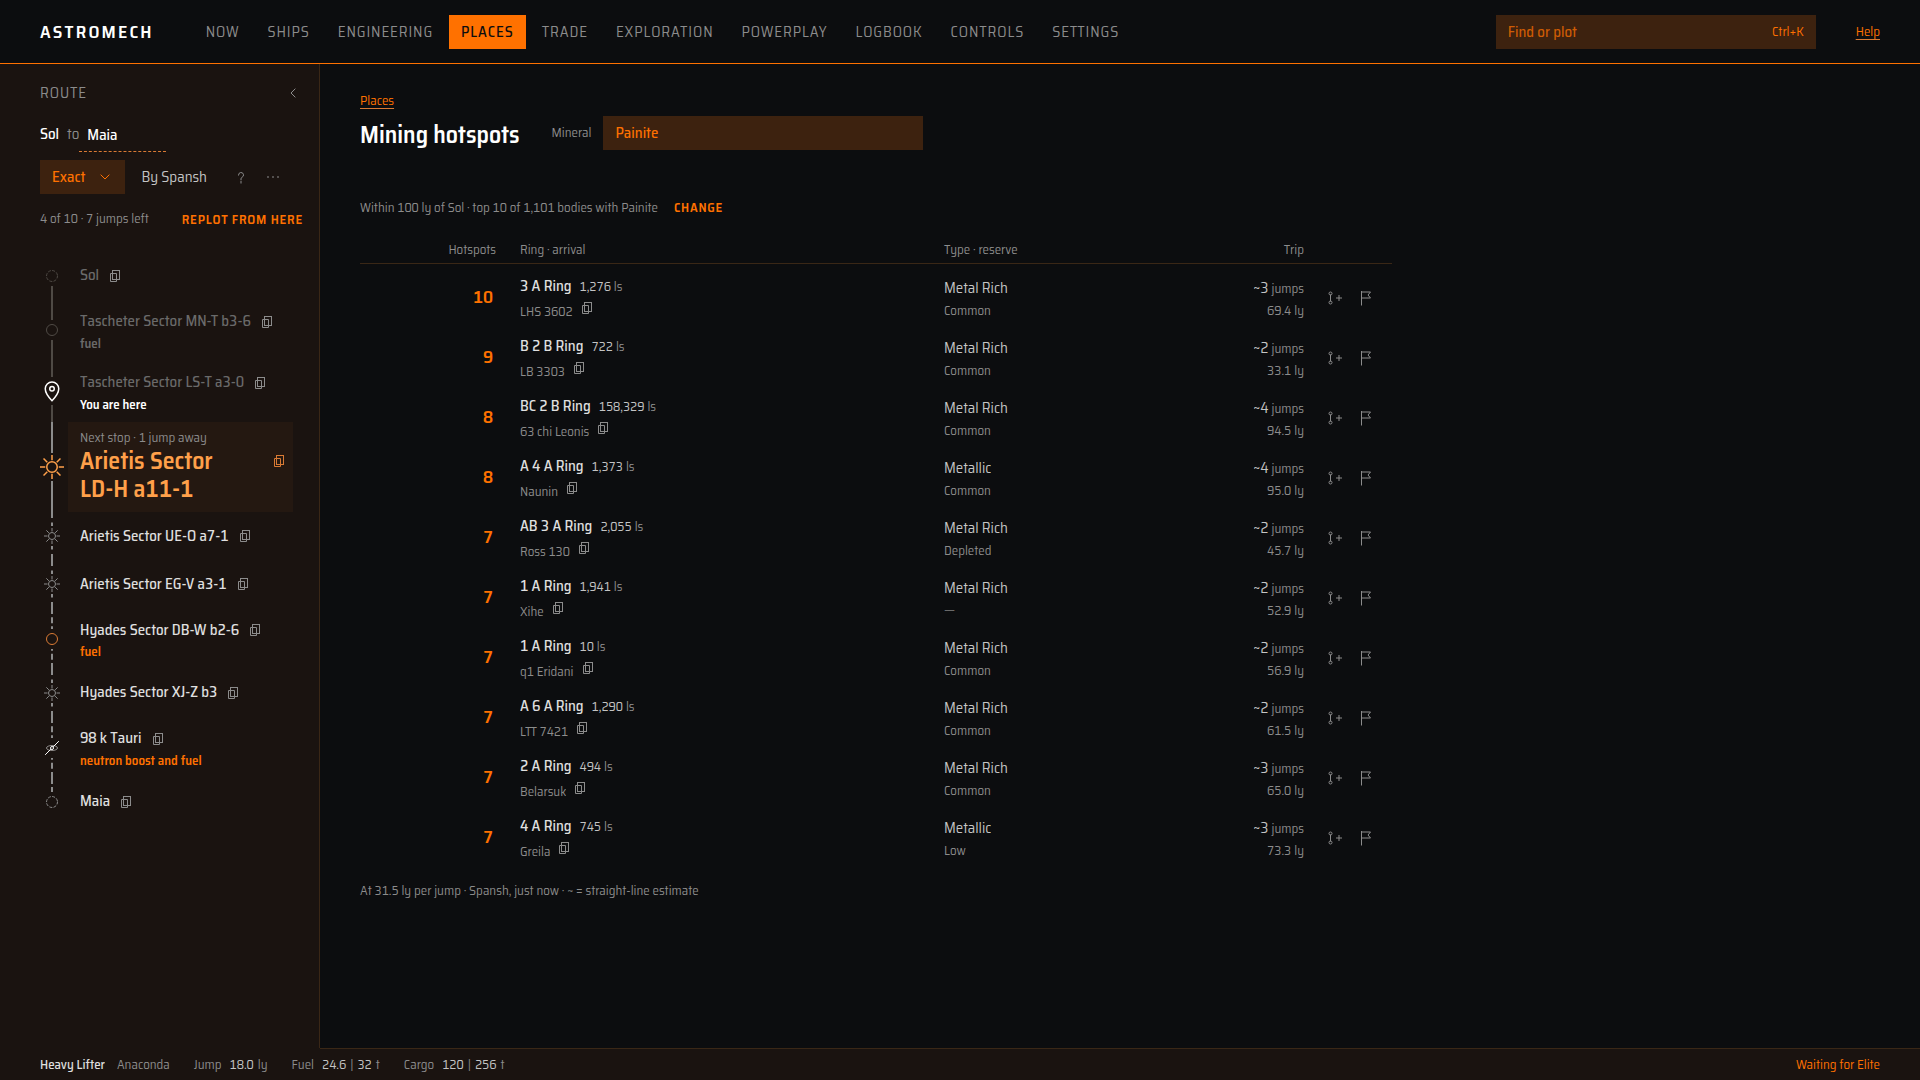 ASTROMECH
NOW SHIPS ENGINEERING PLACES TRADE EXPLORATION POWERPLAY LOGBOOK CONTROLS SETTINGS
Find or plot Ctrl+K
Help
ROUTE
Sol to Maia
Exact By Spansh ? ...
4 of 10 · 7 jumps left REPLOT FROM HERE
Sol
Tascheter Sector MN-T b3-6
fuel
Tascheter Sector LS-T a3-0
You are here
Next stop · 1 jump away
Arietis Sector
LD-H a11-1
Arietis Sector UE-O a7-1
Arietis Sector EG-V a3-1
Hyades Sector DB-W b2-6
fuel
Hyades Sector XJ-Z b3
98 k Tauri
neutron boost and fuel
Maia
Places
Mining hotspots Mineral Painite
Within 100 ly of Sol · top 10 of 1,101 bodies with Painite CHANGE
Hotspots Ring · arrival Type · reserve Trip
10 3 A Ring 1,276 ls Metal Rich ~3 jumps
LHS 3602 Common 69.4 ly
9 B 2 B Ring 722 ls Metal Rich ~2 jumps
LB 3303 Common 33.1 ly
8 BC 2 B Ring 158,329 ls Metal Rich ~4 jumps
63 chi Leonis Common 94.5 ly
8 A 4 A Ring 1,373 ls Metallic ~4 jumps
Naunin Common 95.0 ly
7 AB 3 A Ring 2,055 ls Metal Rich ~2 jumps
Ross 130 Depleted 45.7 ly
7 1 A Ring 1,941 ls Metal Rich ~2 jumps
Xihe — 52.9 ly
7 1 A Ring 10 ls Metal Rich ~2 jumps
q1 Eridani Common 56.9 ly
7 A 6 A Ring 1,290 ls Metal Rich ~2 jumps
LTT 7421 Common 61.5 ly
7 2 A Ring 494 ls Metal Rich ~3 jumps
Belarsuk Common 65.0 ly
7 4 A Ring 745 ls Metallic ~3 jumps
Greila Low 73.3 ly
At 31.5 ly per jump · Spansh, just now · ~ = straight-line estimate
Heavy Lifter Anaconda Jump 18.0 ly Fuel 24.6 | 32 t Cargo 120 | 256 t
Waiting for Elite